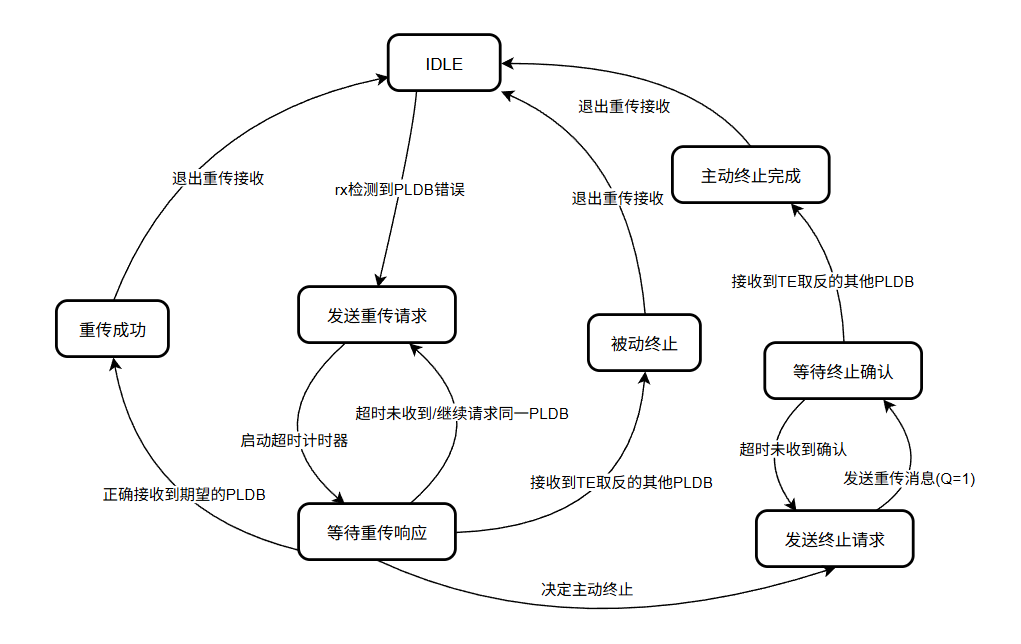 IDLE
退出重传接收
主动终止完成
退出重传接收
rx检测到PLDB错误
退出重传接收
接收到TE取反的其他PLDB
发送重传请求
重传成功
被动终止
等待终止确认
超时未收到/继续请求同一PLDB
启动超时计时器
超时未收到确认
发送重传消息(Q=1)
接收到TE取反的其他PLDB
正确接收到期望的PLDB
等待重传响应
发送终止请求
决定主动终止